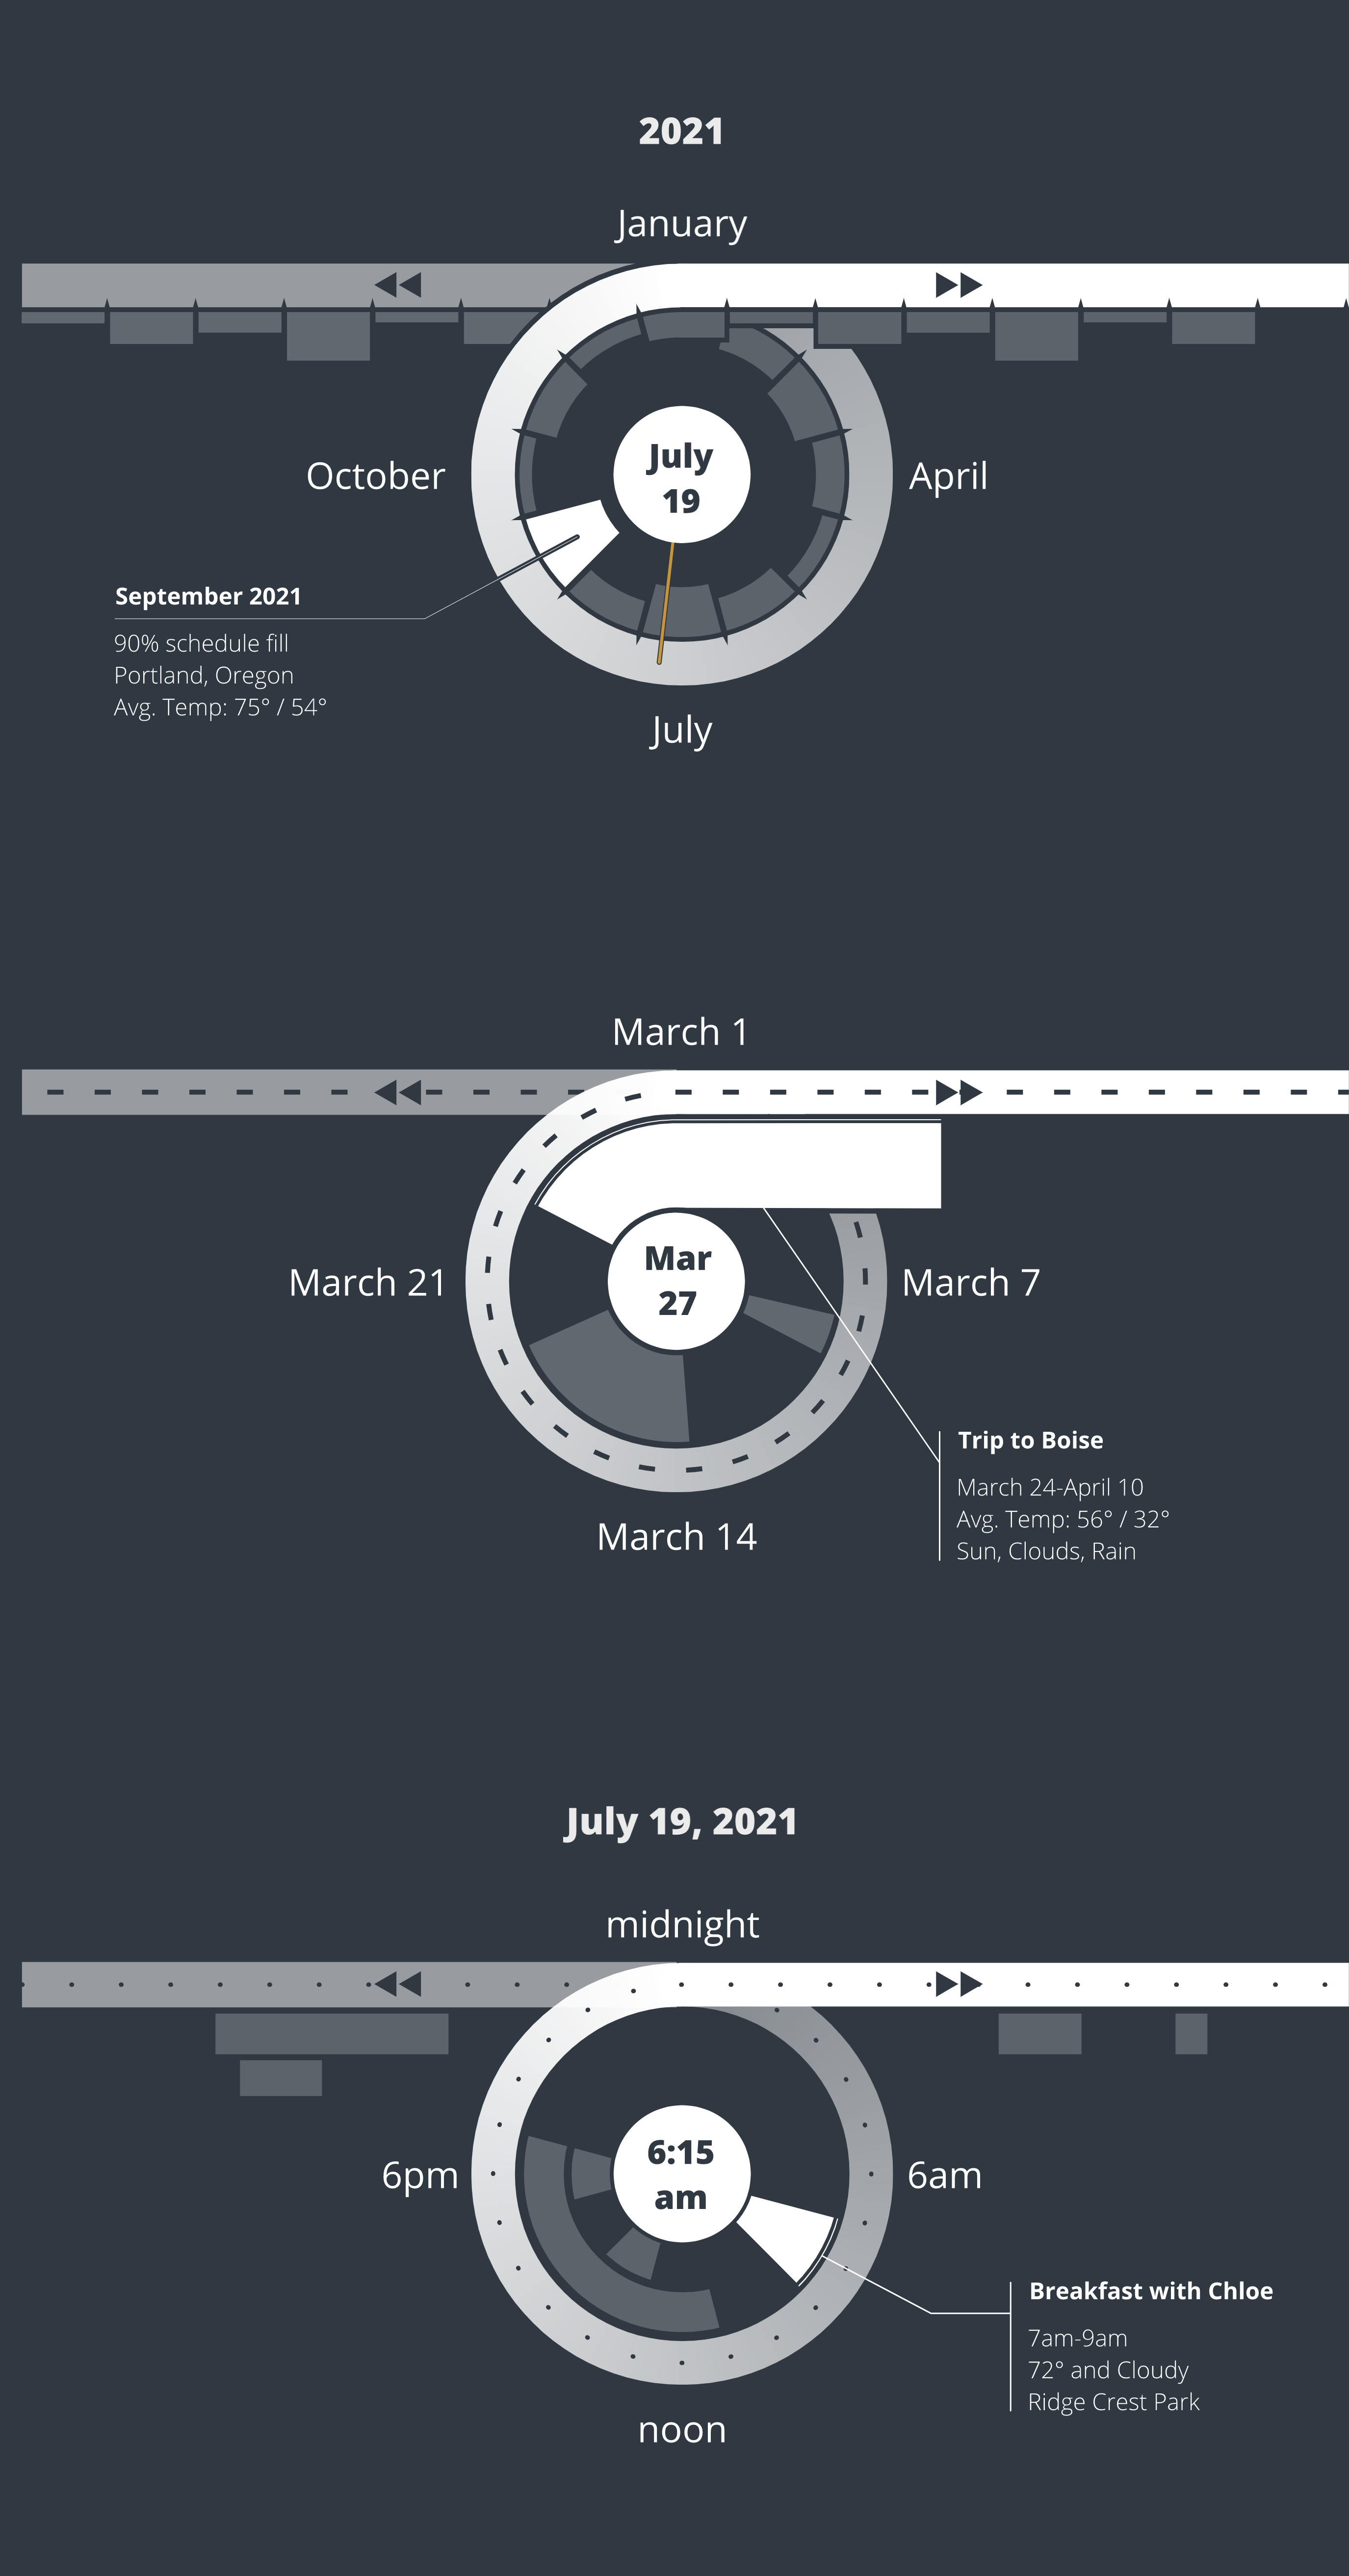 2021
January
October
July
19
April
September 2021
90% schedule fill
Portland, Oregon
Avg. Temp: 75° / 54°
July
March 1
March 21
Mar
27
March 7
Trip to Boise
March 24-April 10
Avg. Temp: 56° / 32°
Sun, Clouds, Rain
March 14
July 19, 2021
midnight
6pm
6:15
am
6am
Breakfast with Chloe
7am-9am
72° and Cloudy
Ridge Crest Park
noon